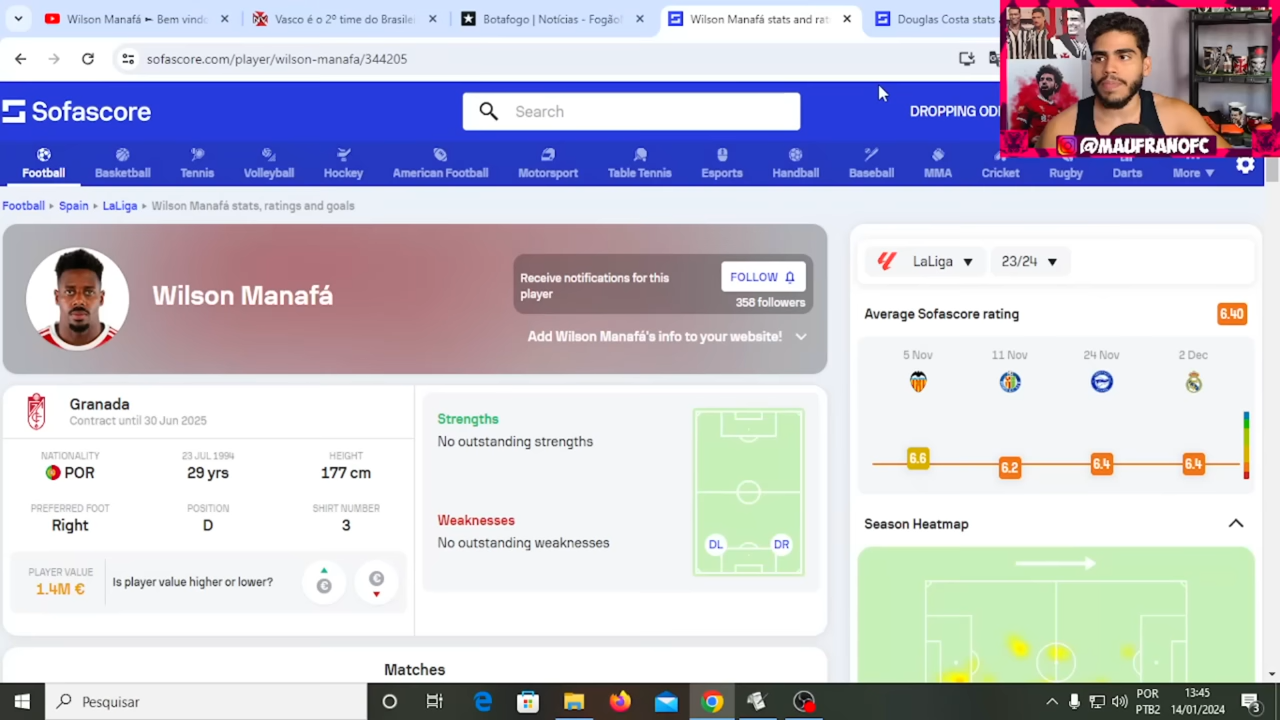 Wilson Manafá ► Bem vindo
Vasco é o 2º time do Brasilei
Botafogo | Notícias - Fogão
Wilson Manafá stats and rat
Douglas Costa stats
sofascore.com/player/wilson-manafa/344205
Sofascore
Search
DROPPING OD
@MAUFRANOFC
Football
Basketball
Tennis
Volleyball
Hockey
American Football
Motorsport
Table Tennis
Esports
Handball
Baseball
MMA
Cricket
Rugby
Darts
More ▼
Football ▸ Spain ▸ LaLiga ▸ Wilson Manafá stats, ratings and goals
Wilson Manafá
Receive notifications for this
player
FOLLOW
358 followers
Add Wilson Manafá's info to your website!
LaLiga ▼
23/24 ▼
Average Sofascore rating
6.40
5 Nov
11 Nov
24 Nov
2 Dec
6.6
6.2
6.4
6.4
Season Heatmap
Granada
Contract until 30 Jun 2025
NATIONALITY
POR
23 JUL 1994
29 yrs
HEIGHT
177 cm
PREFERRED FOOT
Right
POSITION
D
SHIRT NUMBER
3
PLAYER VALUE
1.4M €
Is player value higher or lower?
Strengths
No outstanding strengths
Weaknesses
No outstanding weaknesses
DL
DR
Matches
Pesquisar
POR
PTB2
13:45
14/01/2024
3